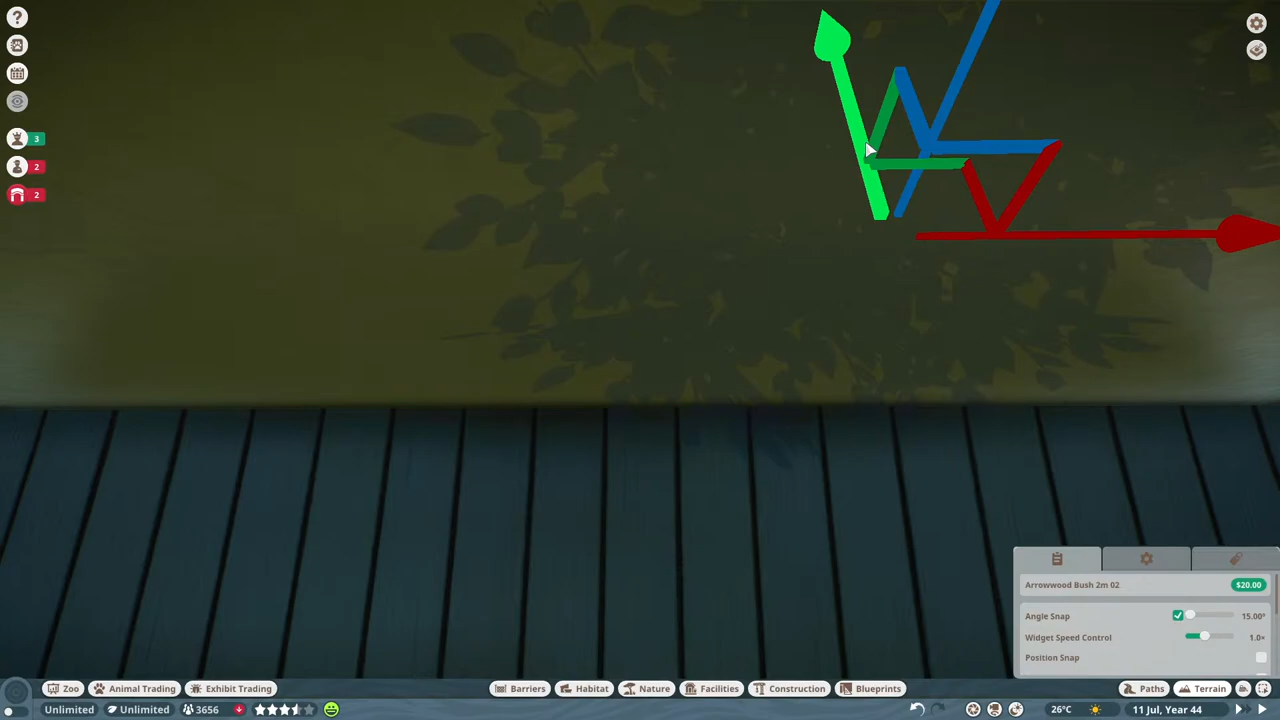 ?
3
2
2
Arrowwood Bush 2m 02 $20.00
Angle Snap 15.00°
Widget Speed Control 1.0×
Position Snap
Zoo Animal Trading Exhibit Trading Barriers Habitat Nature Facilities Construction Blueprints Paths Terrain
Unlimited Unlimited 3656 26°C 11 Jul, Year 44